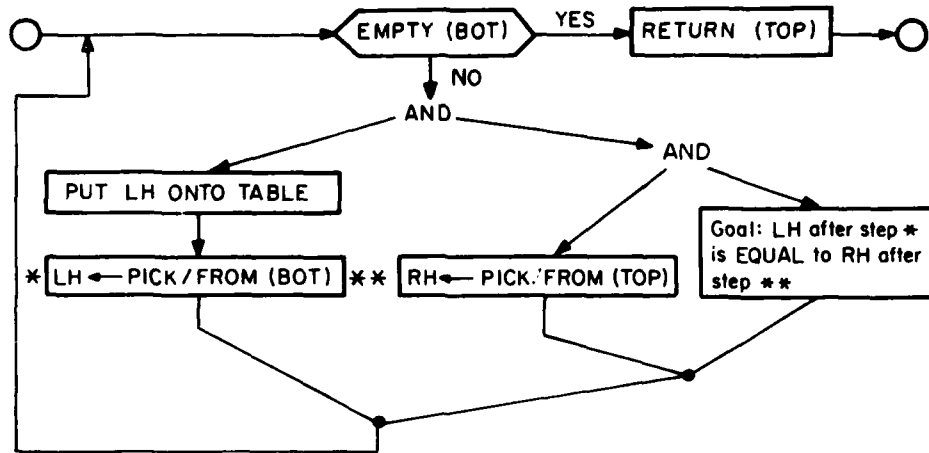 EMPTY (BOT)
YES
RETURN (TOP)
NO
AND
AND
PUT LH ONTO TABLE
Goal: LH after step *
is EQUAL to RH after
step **
* LH ← PICK/FROM (BOT)
** RH ← PICK/FROM (TOP)